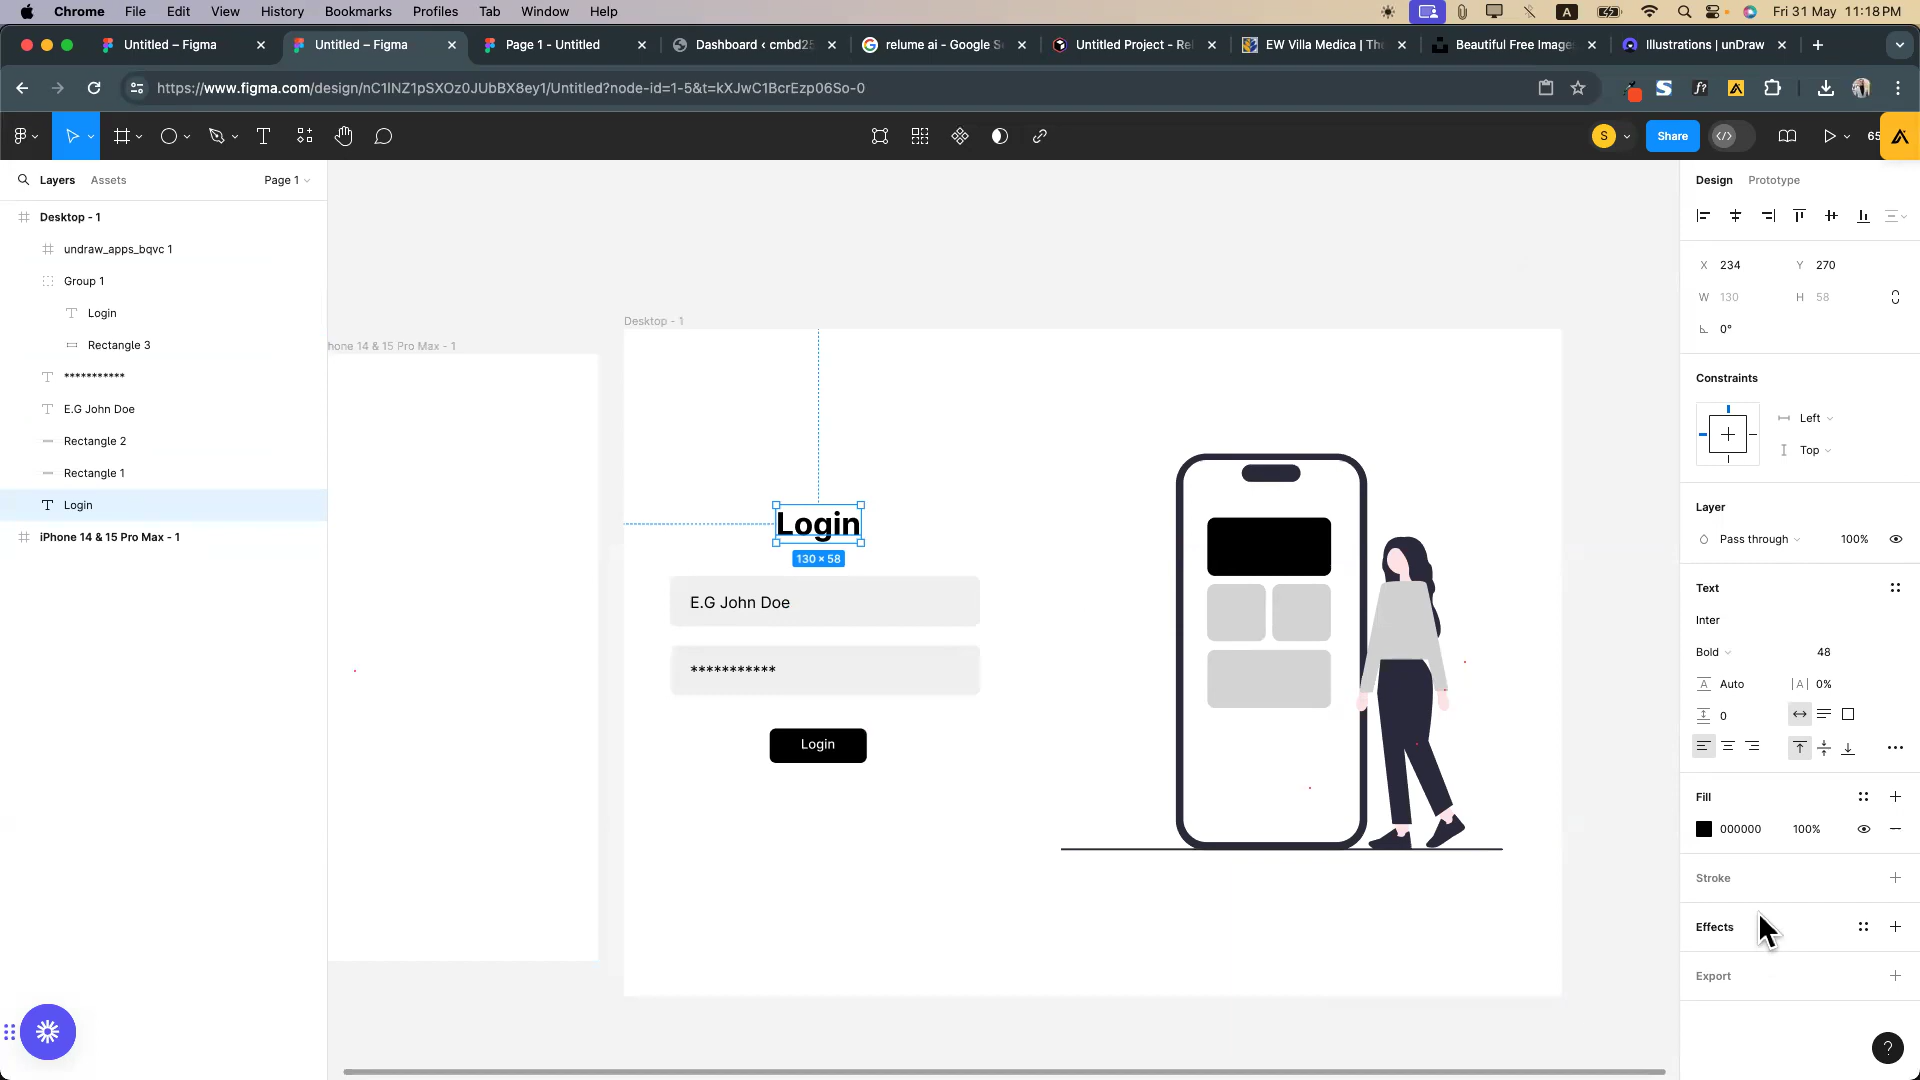 Chrome File Edit View History Bookmarks Profiles Tab Window Help A Fri 31 May 11:18 PM
Untitled – Figma Untitled – Figma Page 1 - Untitled Dashboard ‹ cmbd25 relume ai - Google Se Untitled Project - Rel EW Villa Medica | The Beautiful Free Image Illustrations | unDraw
https://www.figma.com/design/nC1INZ1pSXOz0JUbBX8ey1/Untitled?node-id=1-5&t=kXJwC1BcrEzp06So-0
S Share 65
Layers Assets Page 1
Desktop - 1
undraw_apps_bqvc 1
Group 1
Login
Rectangle 3
***********
E.G John Doe
Rectangle 2
Rectangle 1
Login
iPhone 14 & 15 Pro Max - 1
hone 14 & 15 Pro Max - 1
Desktop - 1
Login
130 × 58
E.G John Doe
***********
Login
Design Prototype
X 234 Y 270
W 130 H 58
0°
Constraints
Left
Top
Layer
Pass through 100%
Text
Inter
Bold 48
Auto |A| 0%
0
Fill
000000 100%
Stroke
Effects
Export
?